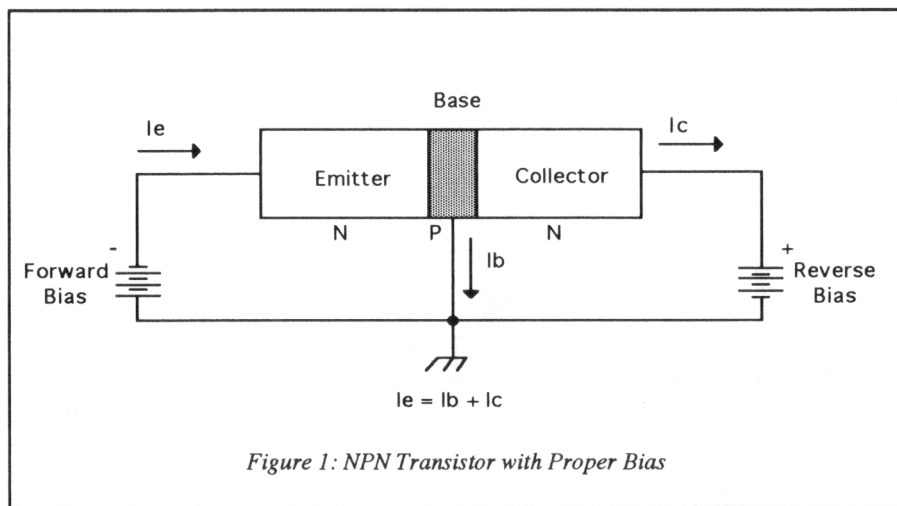 Base
Ie
Ic
Emitter
Collector
N
P
N
Ib
-
Forward
Bias
+
Reverse
Bias
Ie = Ib + Ic
Figure 1: NPN Transistor with Proper Bias